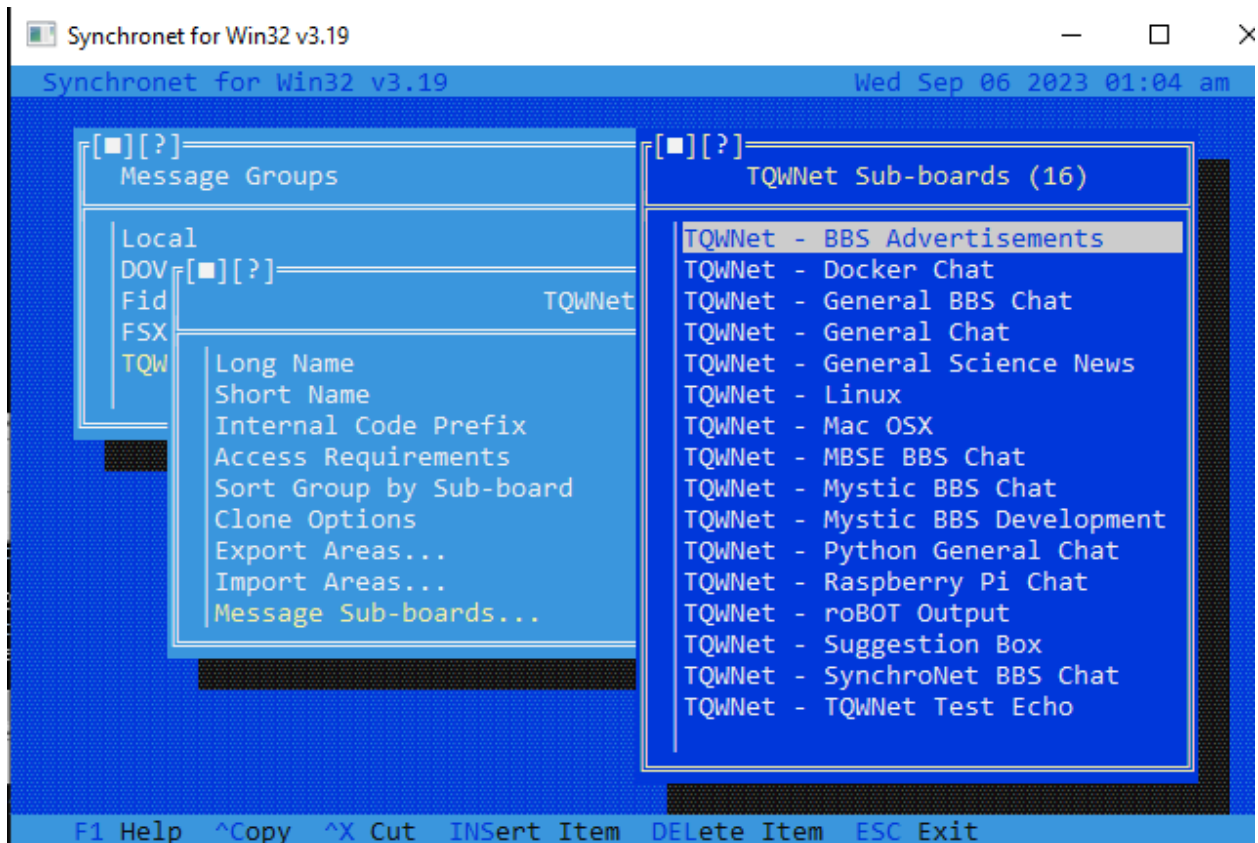 Synchronet for Win32 v3.19
Synchronet for Win32 v3.19 Wed Sep 06 2023 01:04 am
[■][?]
Message Groups
Local
DOV
Fid
FSX
TQW
[■][?]
TQWNet
Long Name
Short Name
Internal Code Prefix
Access Requirements
Sort Group by Sub-board
Clone Options
Export Areas...
Import Areas...
Message Sub-boards...
[■][?]
TQWNet Sub-boards (16)
TQWNet - BBS Advertisements
TQWNet - Docker Chat
TQWNet - General BBS Chat
TQWNet - General Chat
TQWNet - General Science News
TQWNet - Linux
TQWNet - Mac OSX
TQWNet - MBSE BBS Chat
TQWNet - Mystic BBS Chat
TQWNet - Mystic BBS Development
TQWNet - Python General Chat
TQWNet - Raspberry Pi Chat
TQWNet - roBOT Output
TQWNet - Suggestion Box
TQWNet - SynchroNet BBS Chat
TQWNet - TQWNet Test Echo
F1 Help ^Copy ^X Cut INSert Item DELete Item ESC Exit